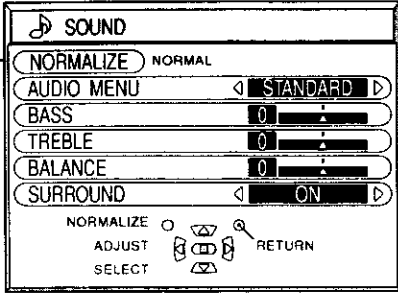 SOUND
NORMALIZE NORMAL
AUDIO MENU STANDARD
BASS 0
TREBLE 0
BALANCE 0
SURROUND ON
NORMALIZE
ADJUST RETURN
SELECT